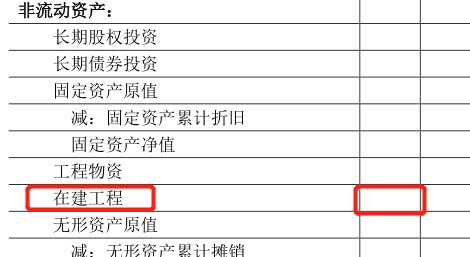 非流动资产：
长期股权投资
长期债券投资
固定资产原值
减：固定资产累计折旧
固定资产净值
工程物资
在建工程
无形资产原值
减：无形资产累计摊销